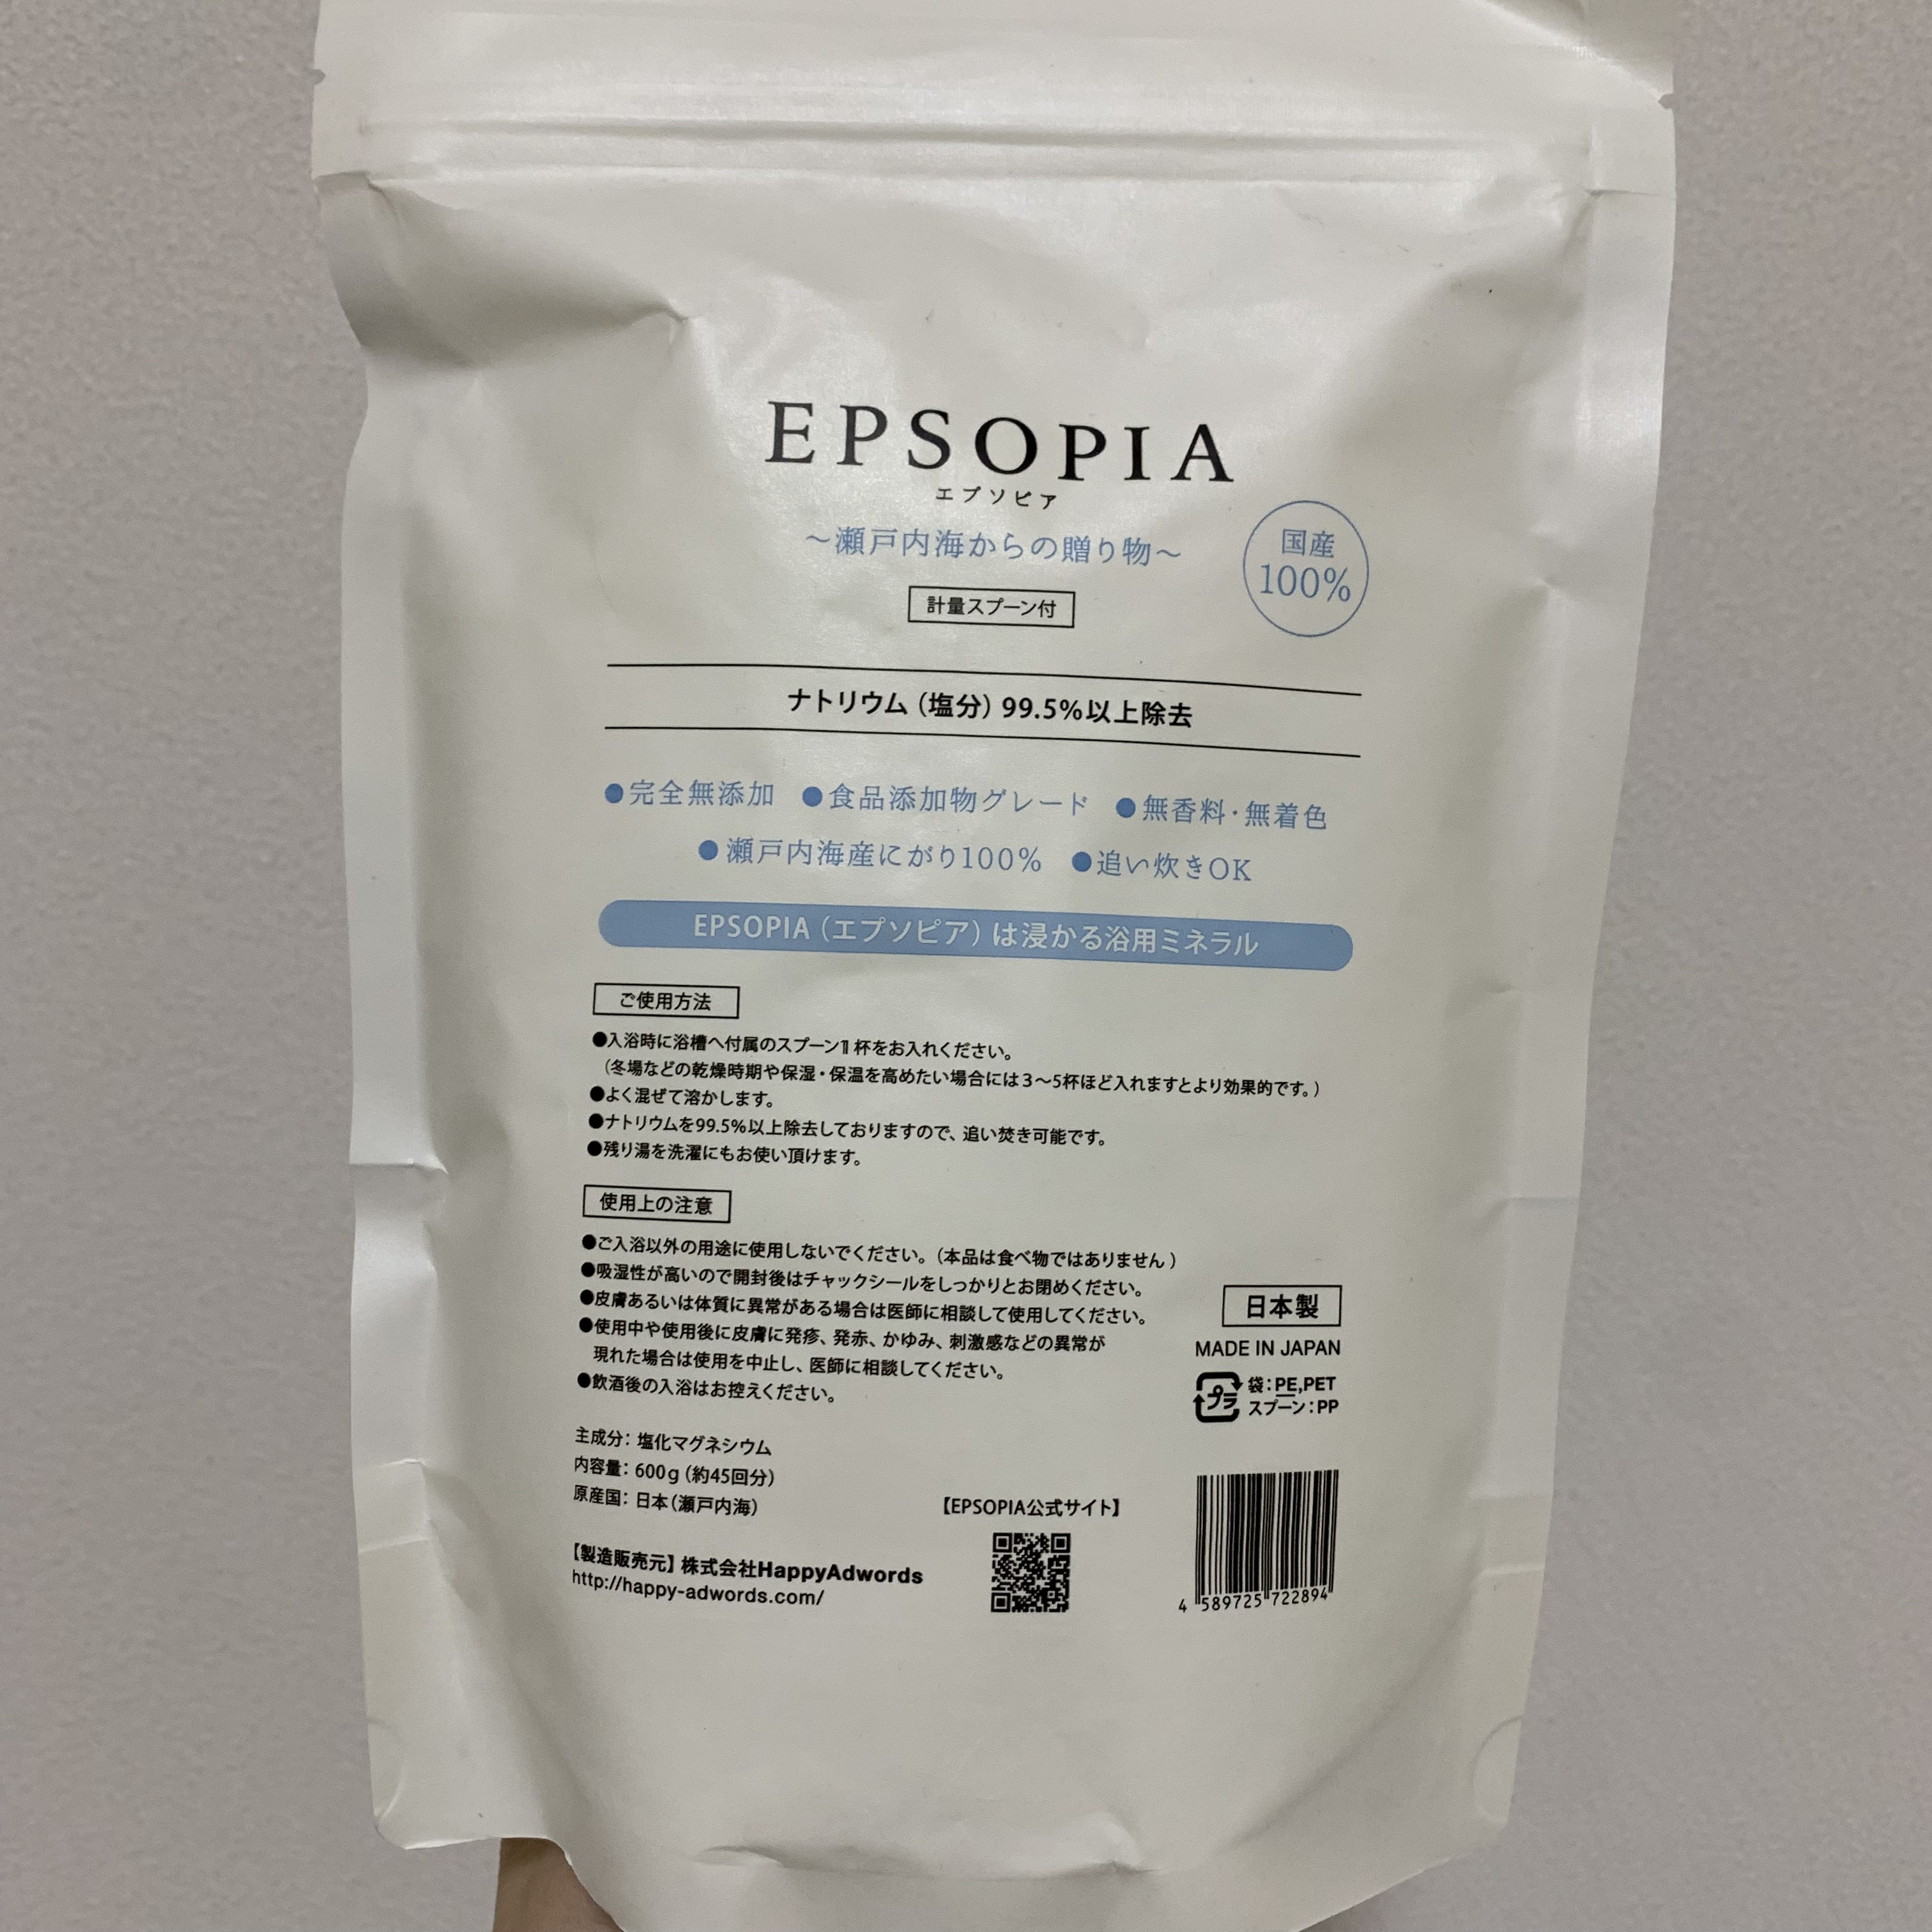 EPSOPIA
エプソピア
～瀬戸内海からの贈り物～
国産
100%
計量スプーン付
ナトリウム（塩分）99.5%以上除去
●完全無添加 ●食品添加物グレード ●無香料・無着色
●瀬戸内海産にがり100% ●追い炊きOK
EPSOPIA（エプソピア）は浸かる浴用ミネラル
ご使用方法
●入浴時に浴槽へ付属のスプーン1杯をお入れください。
（冬場などの乾燥時期や保湿・保温を高めたい場合には3～5杯ほど入れますとより効果的です。）
●よく混ぜて溶かします。
●ナトリウムを99.5%以上除去しておりますので、追い焚き可能です。
●残り湯を洗濯にもお使い頂けます。
使用上の注意
●ご入浴以外の用途に使用しないでください。（本品は食べ物ではありません）
●吸湿性が高いので開封後はチャックシールをしっかりとお閉めください。
●皮膚あるいは体質に異常がある場合は医師に相談して使用してください。
●使用中や使用後に皮膚に発疹、発赤、かゆみ、刺激感などの異常が
現れた場合は使用を中止し、医師に相談してください。
●飲酒後の入浴はお控えください。
日本製
MADE IN JAPAN
プラ
袋：PE,PET
スプーン：PP
主成分：塩化マグネシウム
内容量：600g（約45回分）
原産国：日本（瀬戸内海）
【製造販売元】株式会社HappyAdwords
http://happy-adwords.com/
【EPSOPIA公式サイト】
4 589725 722894